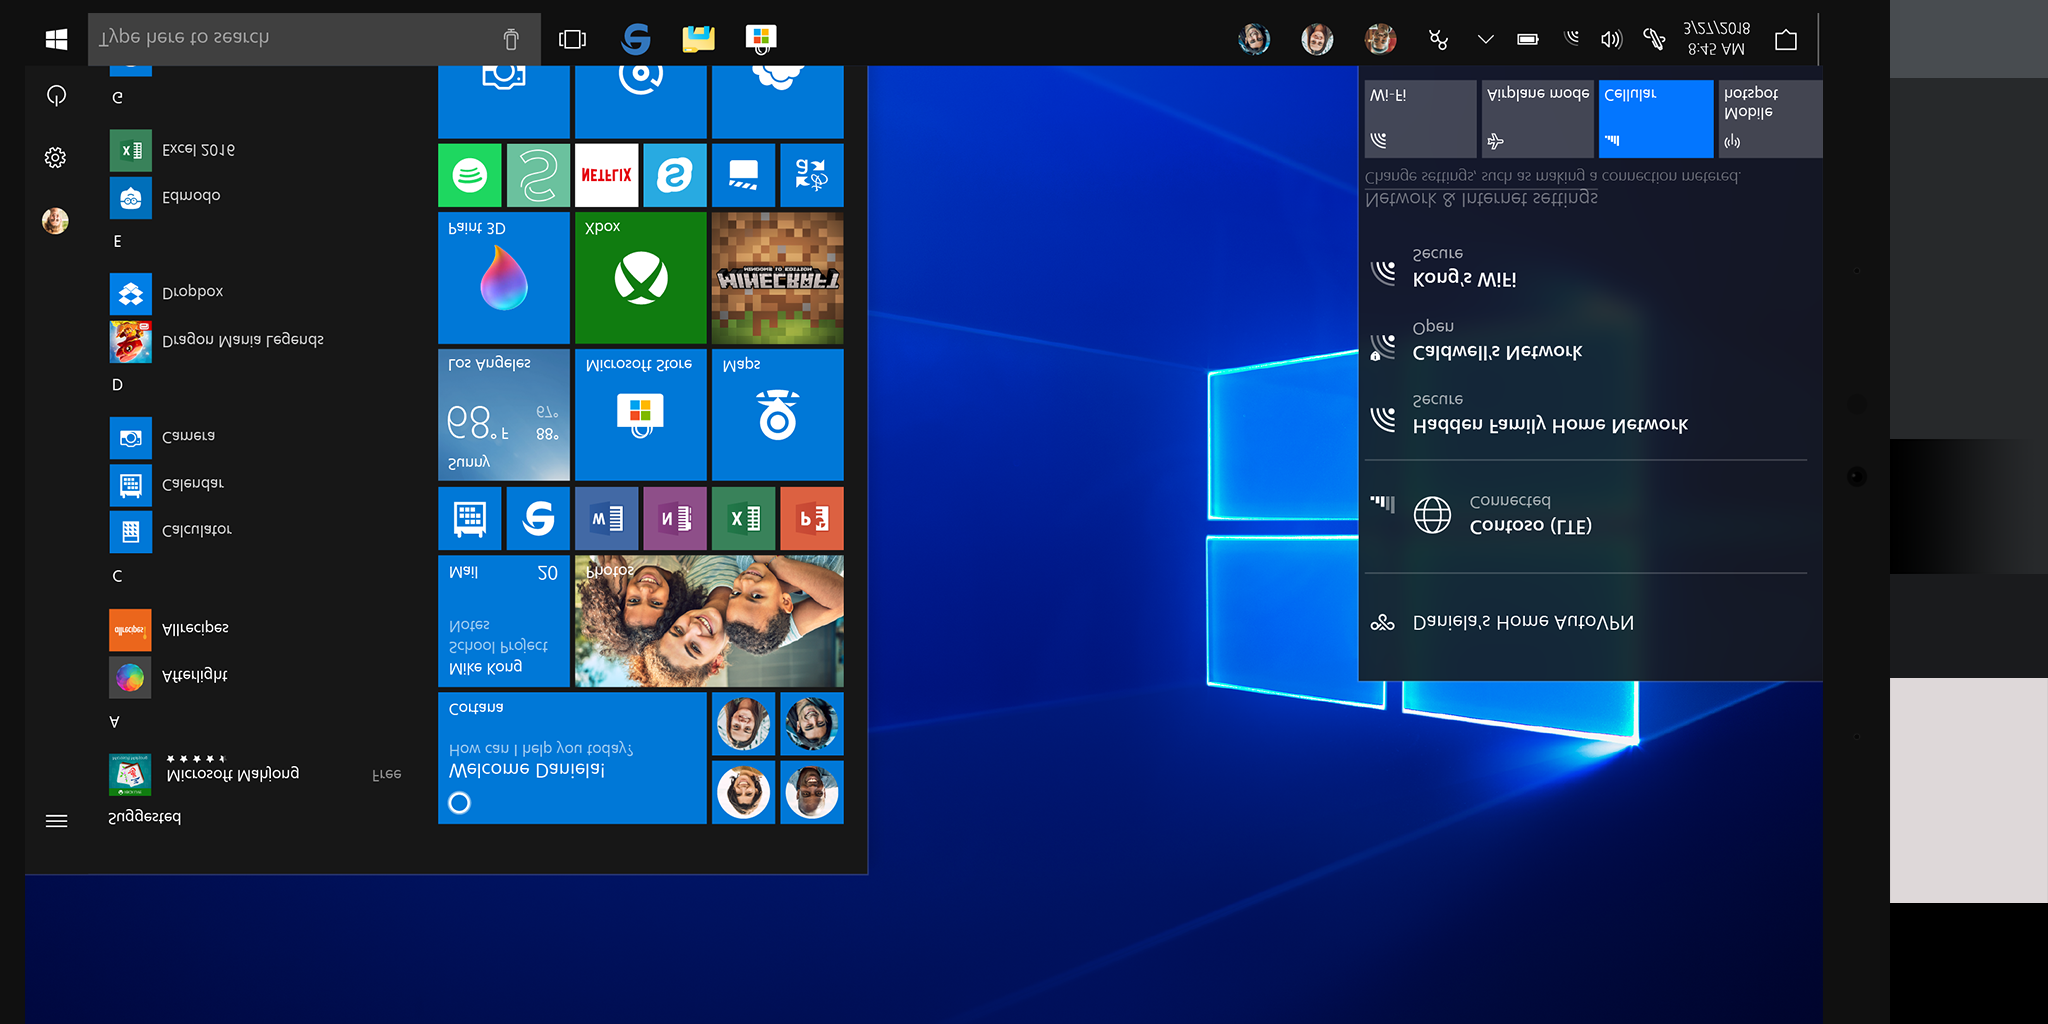 Type here to search
3/27/2018
8:45 AM
G
Excel 2016
Edmodo
E
Dropbox
Dragon Mania Legends
D
Camera
Calendar
Calculator
C
Allrecipes
allrecipes
Afterlight
A
Microsoft Mahjong
Free
Suggested
NETFLIX
Paint 3D
Xbox
MINECRAFT
WINDOWS 10 EDITION
Los Angeles
68°F
67°
88°
Sunny
Microsoft Store
Maps
Mail
20
Notes
School Project
Mike Kong
Photos
Cortana
How can I help you today?
Welcome Daniela!
Wi-Fi
Airplane mode
Cellular
Mobile
hotspot
Change settings, such as making a connection metered.
Network & Internet settings
Secure
Kong's WiFi
Open
Caldwell's Network
Secure
Hadden Family Home Network
Connected
Contoso (LTE)
Daniela's Home AutoVPN